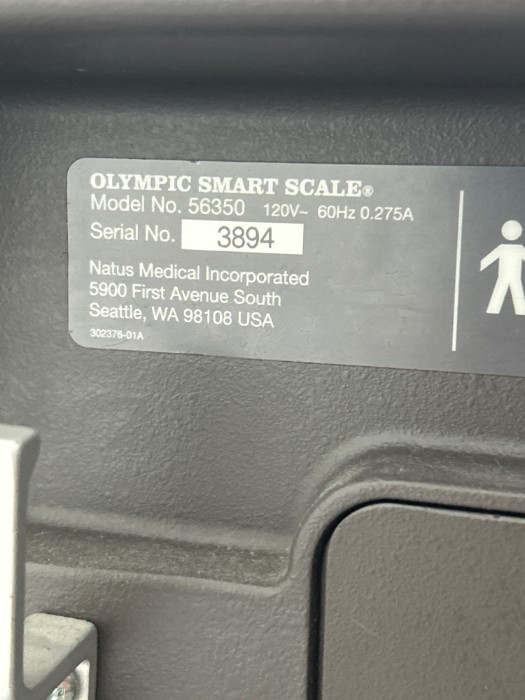 OLYMPIC SMART SCALE®
Model No. 56350 120V~ 60Hz 0.275A
Serial No. 3894
Natus Medical Incorporated
5900 First Avenue South
Seattle, WA 98108 USA
302376-01A